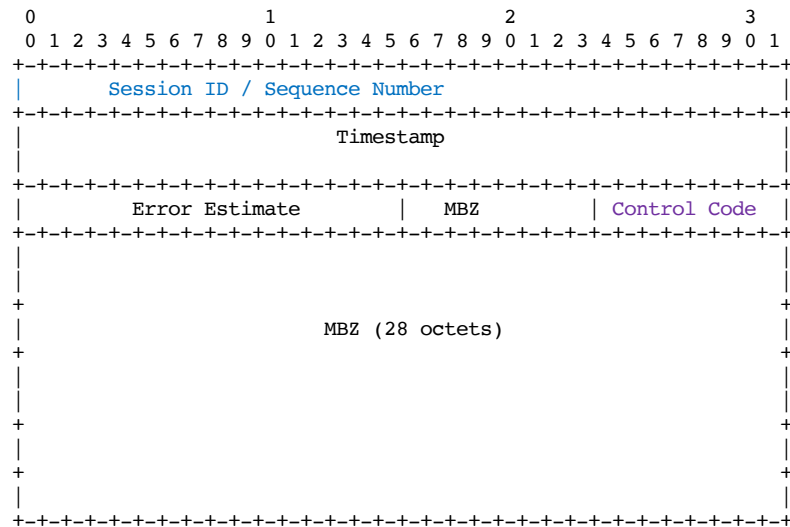 0                   1                   2                   3
 0 1 2 3 4 5 6 7 8 9 0 1 2 3 4 5 6 7 8 9 0 1 2 3 4 5 6 7 8 9 0 1
+-+-+-+-+-+-+-+-+-+-+-+-+-+-+-+-+-+-+-+-+-+-+-+-+-+-+-+-+-+-+-+-+
|       Session ID / Sequence Number                            |
+-+-+-+-+-+-+-+-+-+-+-+-+-+-+-+-+-+-+-+-+-+-+-+-+-+-+-+-+-+-+-+-+
|                          Timestamp                            |
|                                                               |
+-+-+-+-+-+-+-+-+-+-+-+-+-+-+-+-+-+-+-+-+-+-+-+-+-+-+-+-+-+-+-+-+
|         Error Estimate        |   MBZ         | Control Code  |
+-+-+-+-+-+-+-+-+-+-+-+-+-+-+-+-+-+-+-+-+-+-+-+-+-+-+-+-+-+-+-+-+
|                                                               |
|                                                               |
+                                                               +
|                         MBZ (28 octets)                       |
+                                                               +
|                                                               |
|                                                               |
+                                                               +
|                                                               |
+                                                               +
|                                                               |
+-+-+-+-+-+-+-+-+-+-+-+-+-+-+-+-+-+-+-+-+-+-+-+-+-+-+-+-+-+-+-+-+